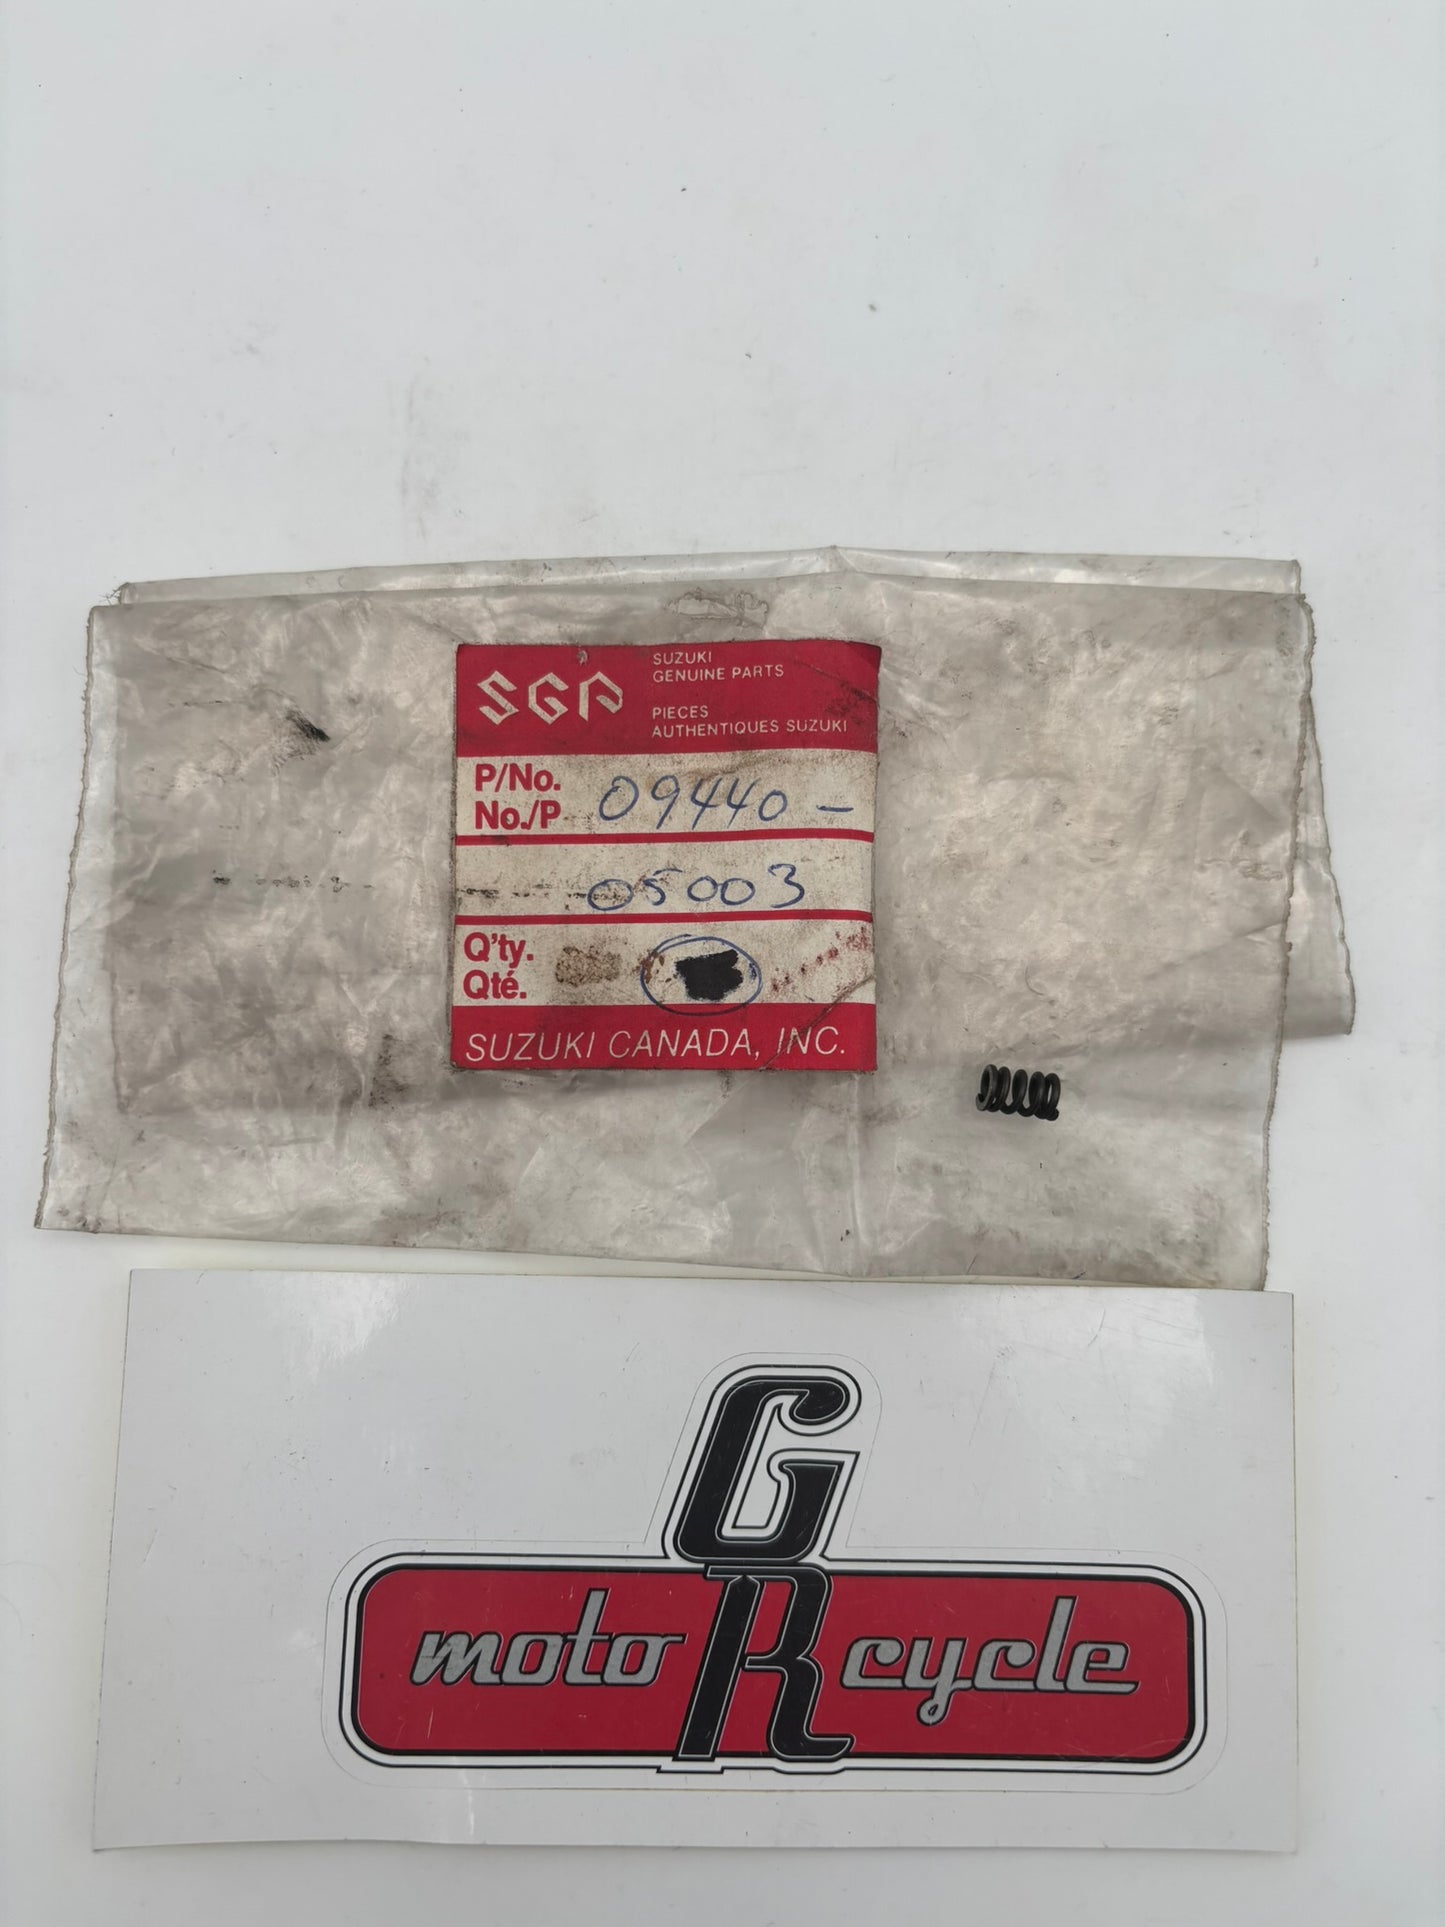 SGP
SUZUKI
GENUINE PARTS
PIECES
AUTHENTIQUES SUZUKI
P/No.
No./P
09440-
05003
Q'ty.
Qté.
SUZUKI CANADA, INC.
G
moto R cycle